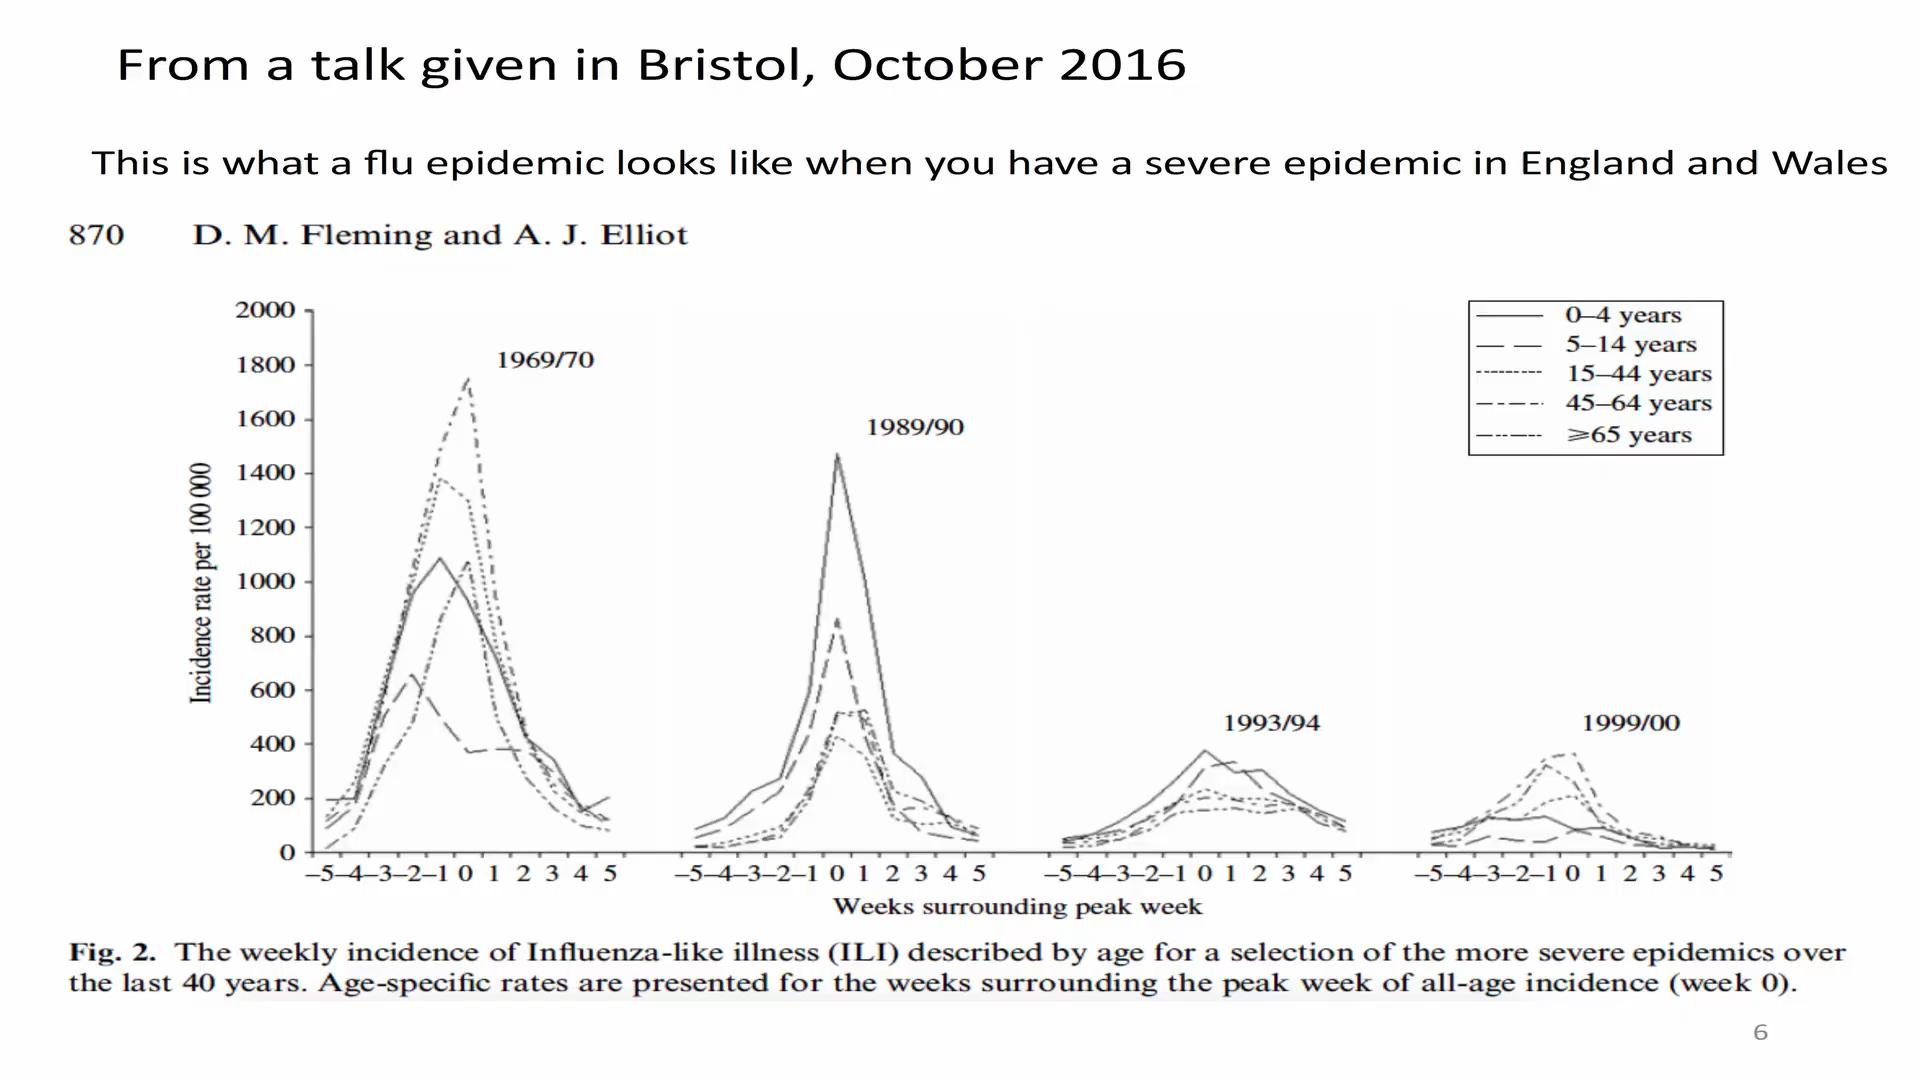 From a talk given in Bristol, October 2016
This is what a flu epidemic looks like when you have a severe epidemic in England and Wales
870 D. M. Fleming and A. J. Elliot
2000
1800
1600
1400
1200
1000
800
600
400
200
0
Incidence rate per 100 000
1969/70
1989/90
1993/94
1999/00
0–4 years
5–14 years
15–44 years
45–64 years
⩾65 years
–5–4–3–2–1 0 1 2 3 4 5 –5–4–3–2–1 0 1 2 3 4 5 –5–4–3–2–1 0 1 2 3 4 5 –5–4–3–2–1 0 1 2 3 4 5
Weeks surrounding peak week
Fig. 2. The weekly incidence of Influenza-like illness (ILI) described by age for a selection of the more severe epidemics over
the last 40 years. Age-specific rates are presented for the weeks surrounding the peak week of all-age incidence (week 0).
6